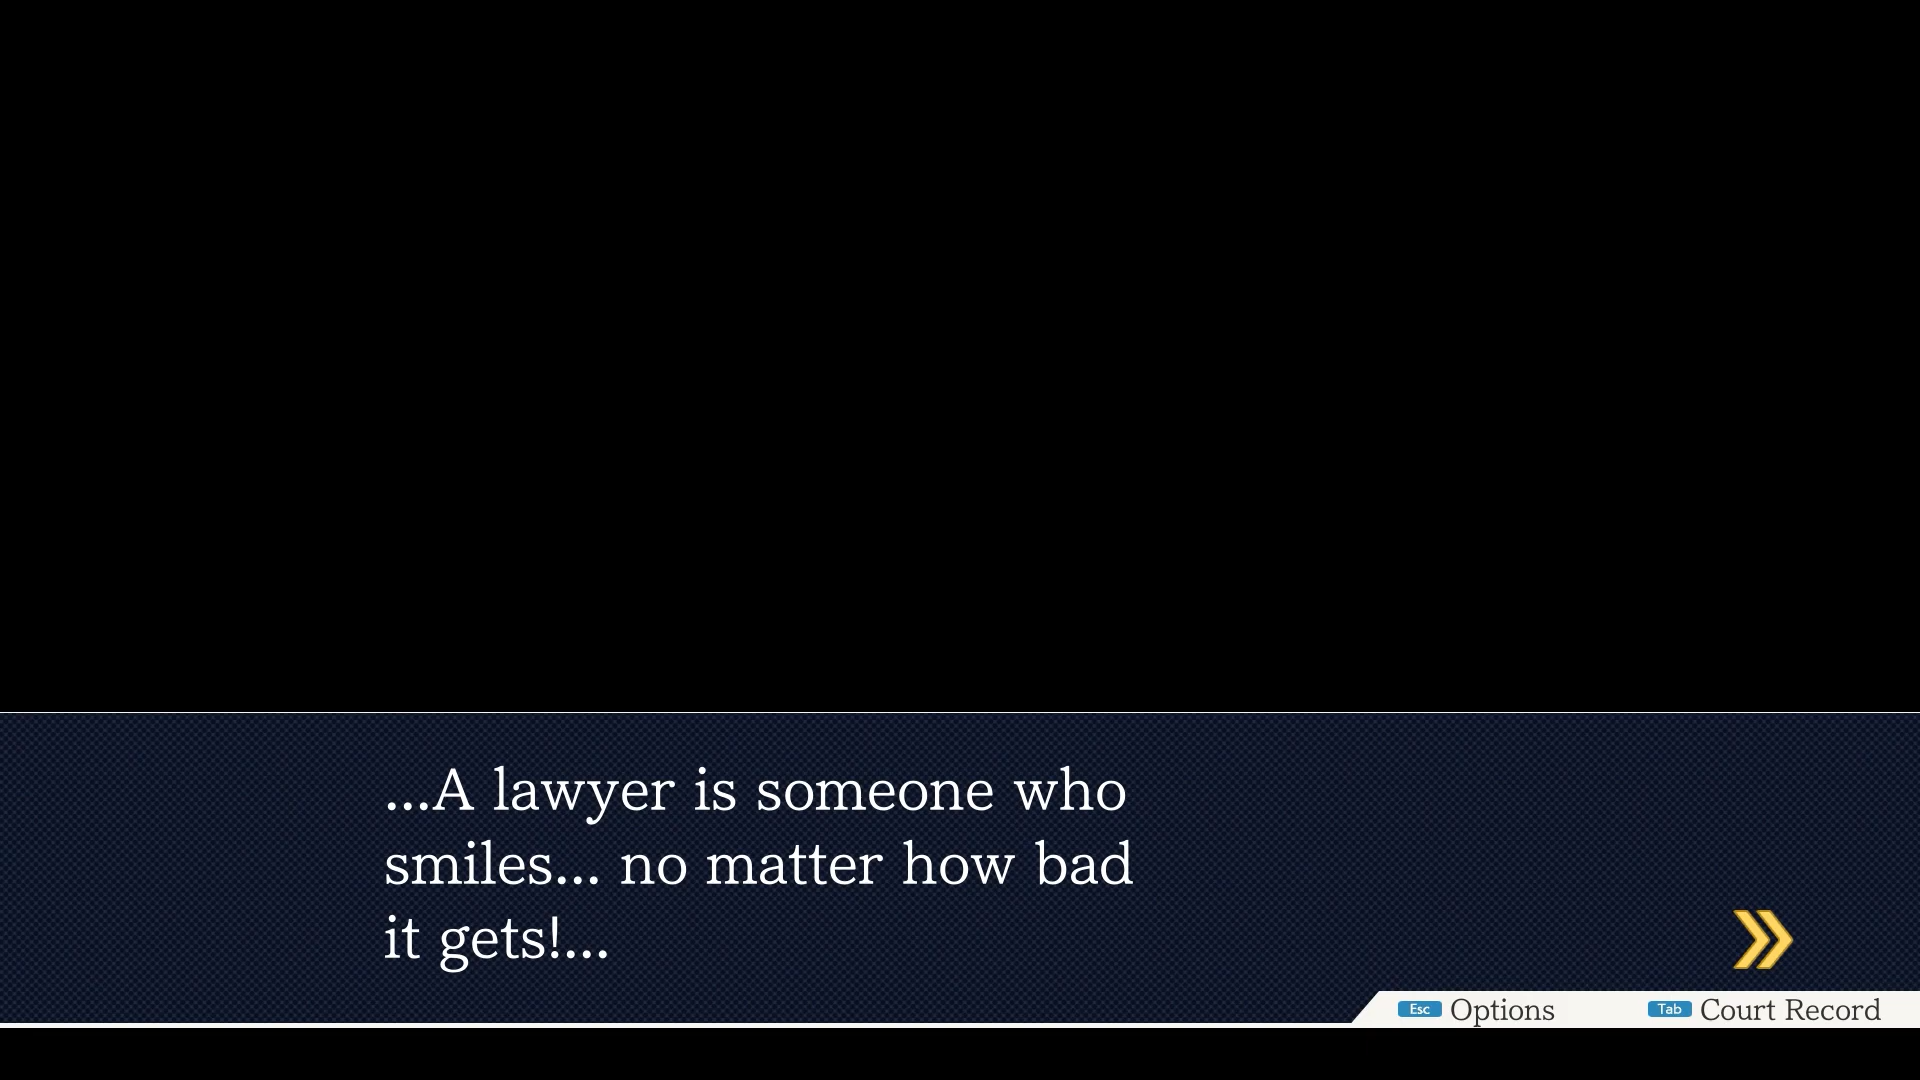 ...A lawyer is someone who
smiles... no matter how bad
it gets!...
Esc Options Tab Court Record